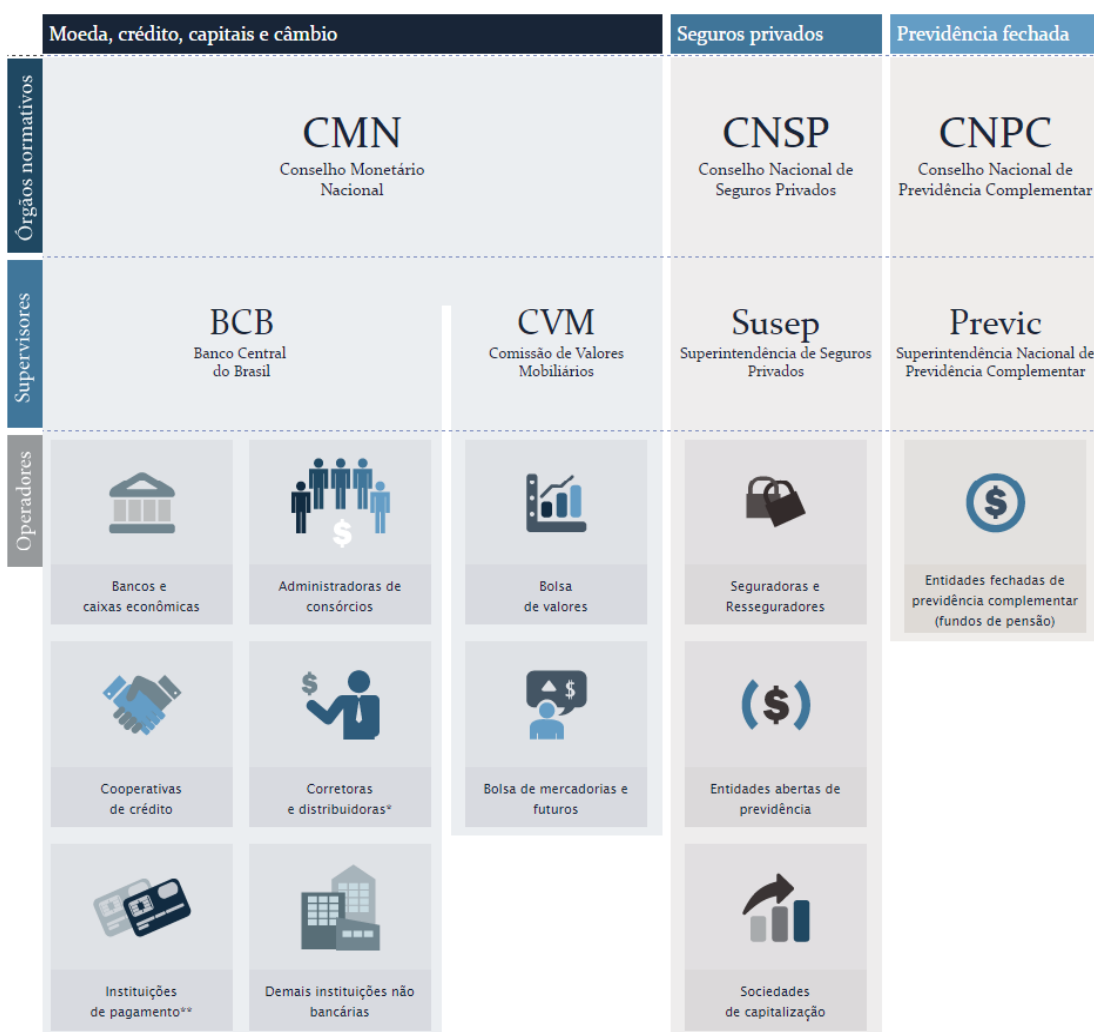 Moeda, crédito, capitais e câmbio
Seguros privados
Previdência fechada
Órgãos normativos
CMN
Conselho Monetário
Nacional
CNSP
Conselho Nacional de
Seguros Privados
CNPC
Conselho Nacional de
Previdência Complementar
Supervisores
BCB
Banco Central
do Brasil
CVM
Comissão de Valores
Mobiliários
Susep
Superintendência de Seguros
Privados
Previc
Superintendência Nacional de
Previdência Complementar
Operadores
$
$
Bancos e
caixas econômicas
Administradoras de
consórcios
Bolsa
de valores
Seguradoras e
Resseguradores
Entidades fechadas de
previdência complementar
(fundos de pensão)
$
$
($)
Cooperativas
de crédito
Corretoras
e distribuidoras*
Bolsa de mercadorias e
futuros
Entidades abertas de
previdência
Instituições
de pagamento**
Demais instituições não
bancárias
Sociedades
de capitalização